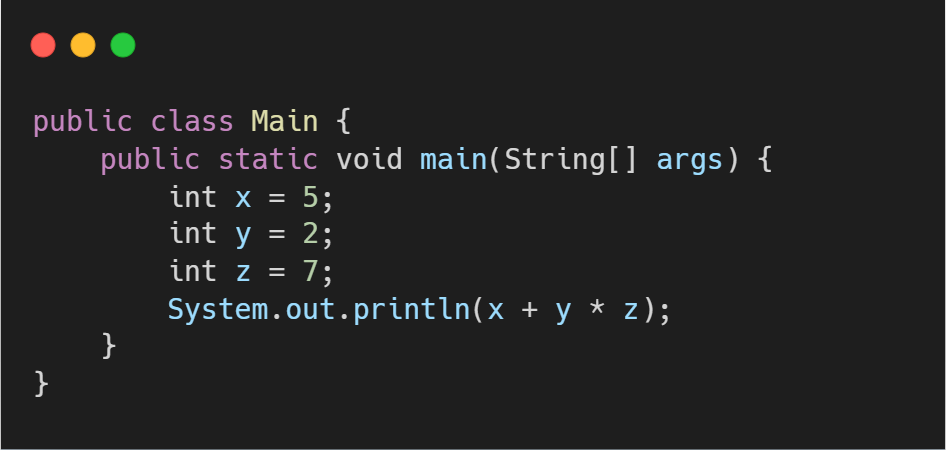 public class Main {
    public static void main(String[] args) {
        int x = 5;
        int y = 2;
        int z = 7;
        System.out.println(x + y * z);
    }
}